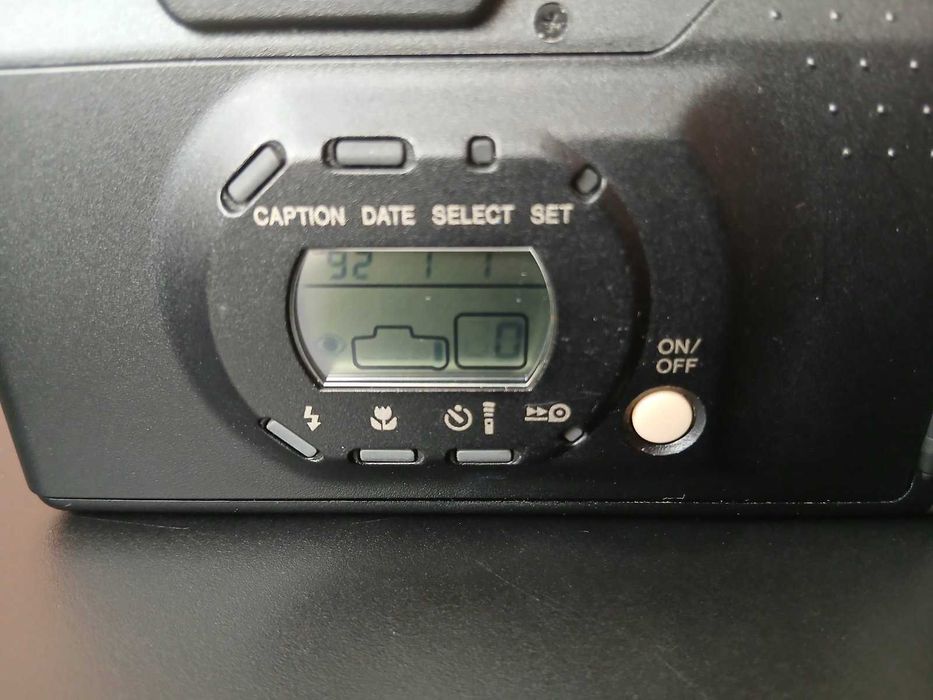 CAPTION DATE SELECT SET
92 1 1
0
ON/
OFF